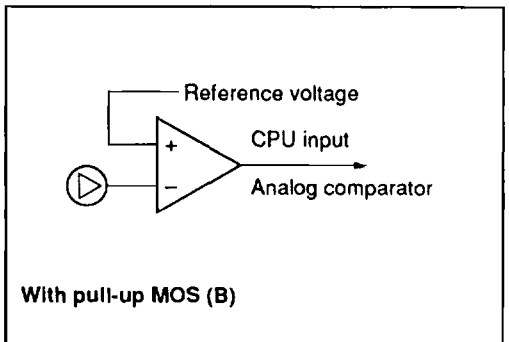 Reference voltage
+
CPU input
−
Analog comparator
With pull-up MOS (B)